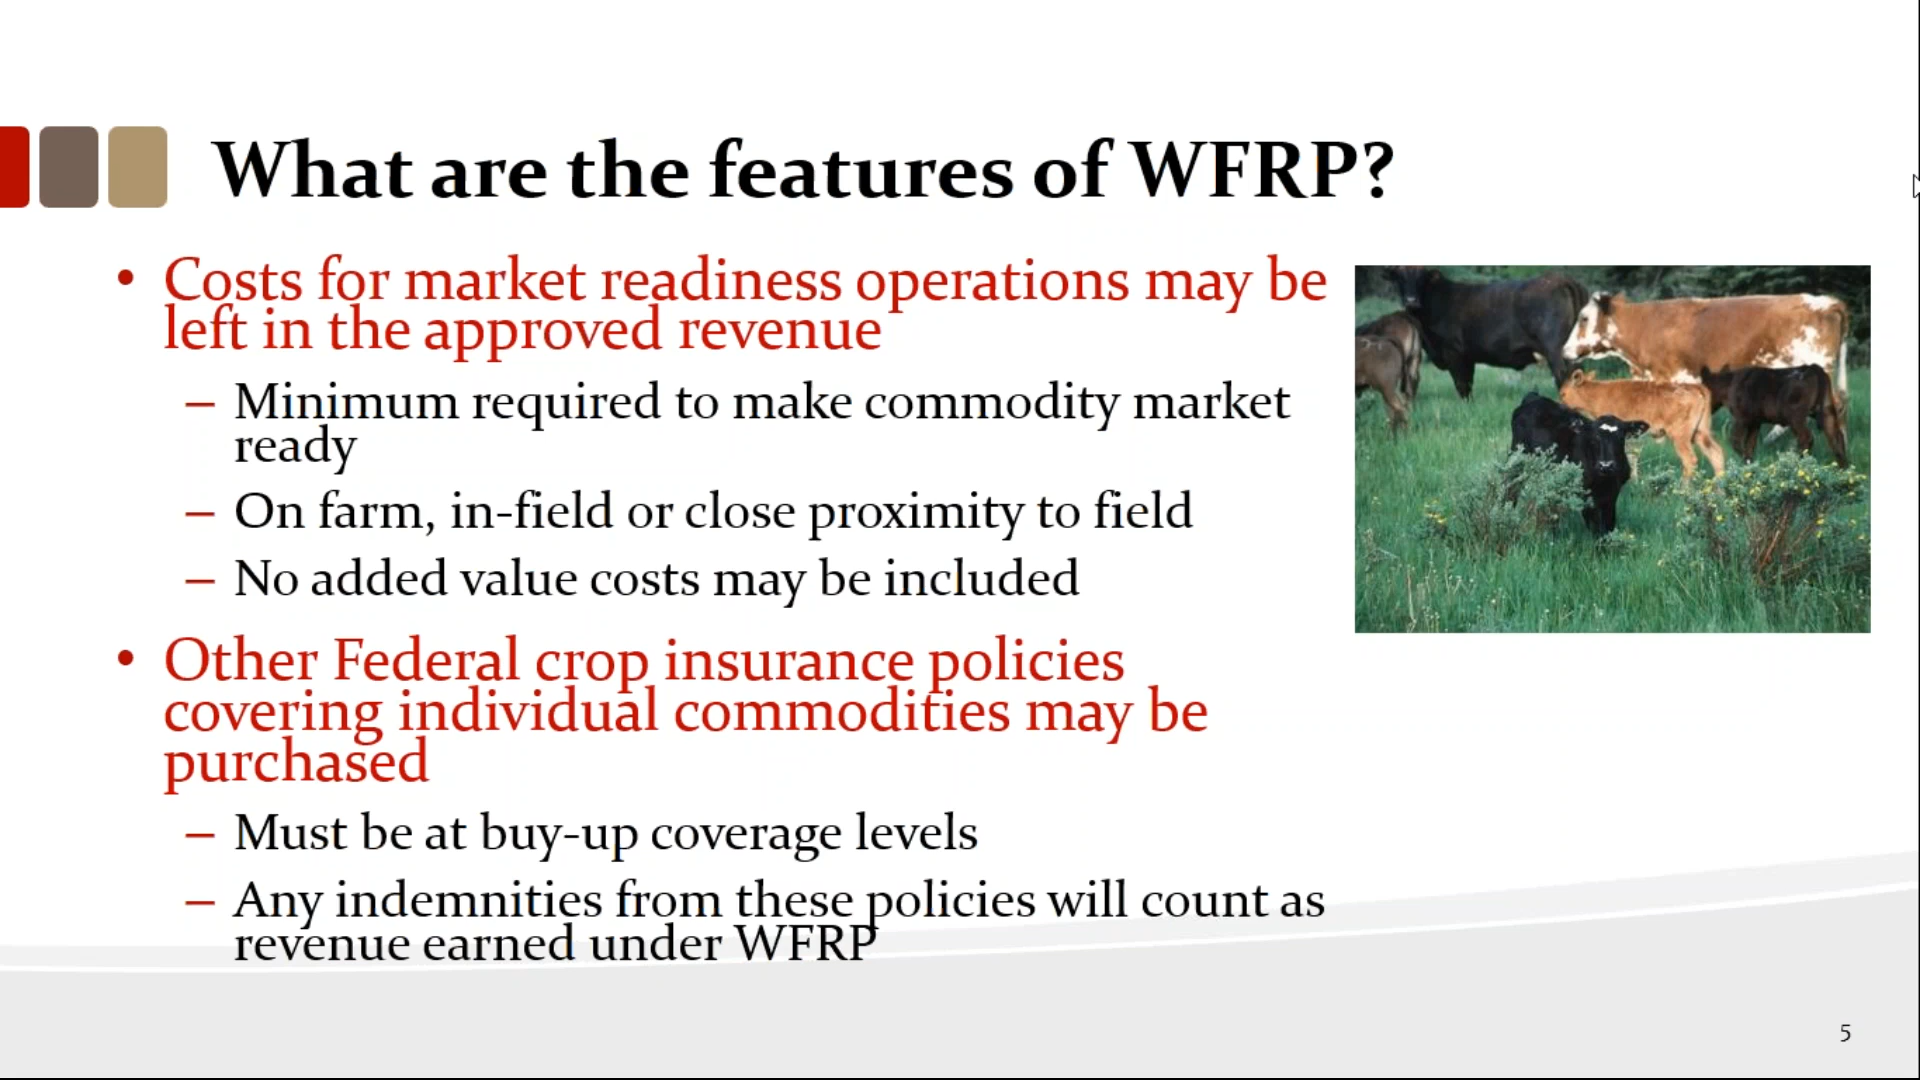 What are the features of WFRP?
• Costs for market readiness operations may be
left in the approved revenue
– Minimum required to make commodity market
ready
– On farm, in-field or close proximity to field
– No added value costs may be included
• Other Federal crop insurance policies
covering individual commodities may be
purchased
– Must be at buy-up coverage levels
– Any indemnities from these policies will count as
revenue earned under WFRP
5